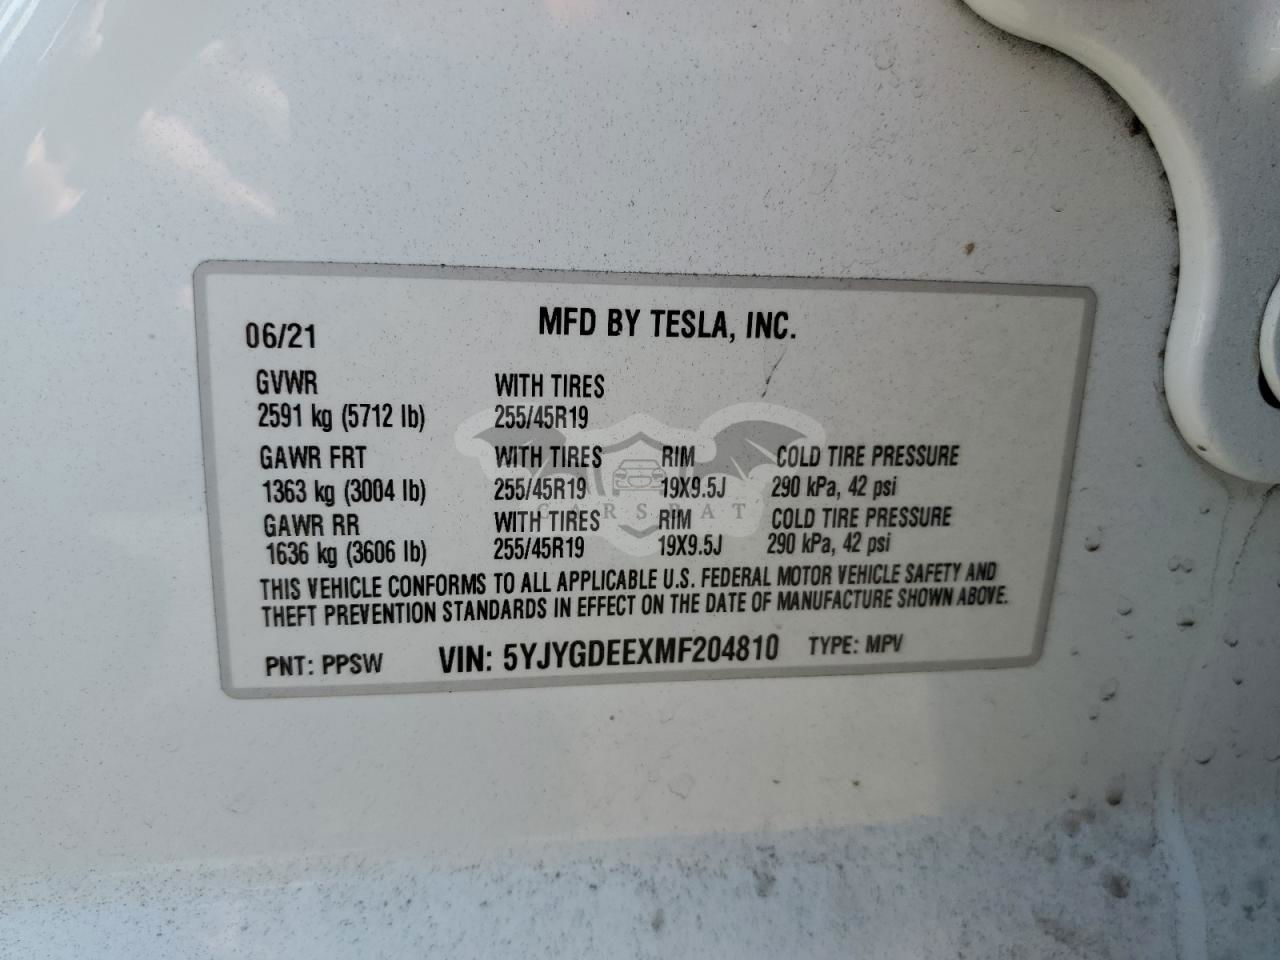 06/21 MFD BY TESLA, INC.
GVWR WITH TIRES
2591 kg (5712 lb) 255/45R19
GAWR FRT WITH TIRES RIM COLD TIRE PRESSURE
1363 kg (3004 lb) 255/45R19 19X9.5J 290 kPa, 42 psi
GAWR RR WITH TIRES RIM COLD TIRE PRESSURE
1636 kg (3606 lb) 255/45R19 19X9.5J 290 kPa, 42 psi
THIS VEHICLE CONFORMS TO ALL APPLICABLE U.S. FEDERAL MOTOR VEHICLE SAFETY AND
THEFT PREVENTION STANDARDS IN EFFECT ON THE DATE OF MANUFACTURE SHOWN ABOVE.
PNT: PPSW VIN: 5YJYGDEEXMF204810 TYPE: MPV
CARSBAT